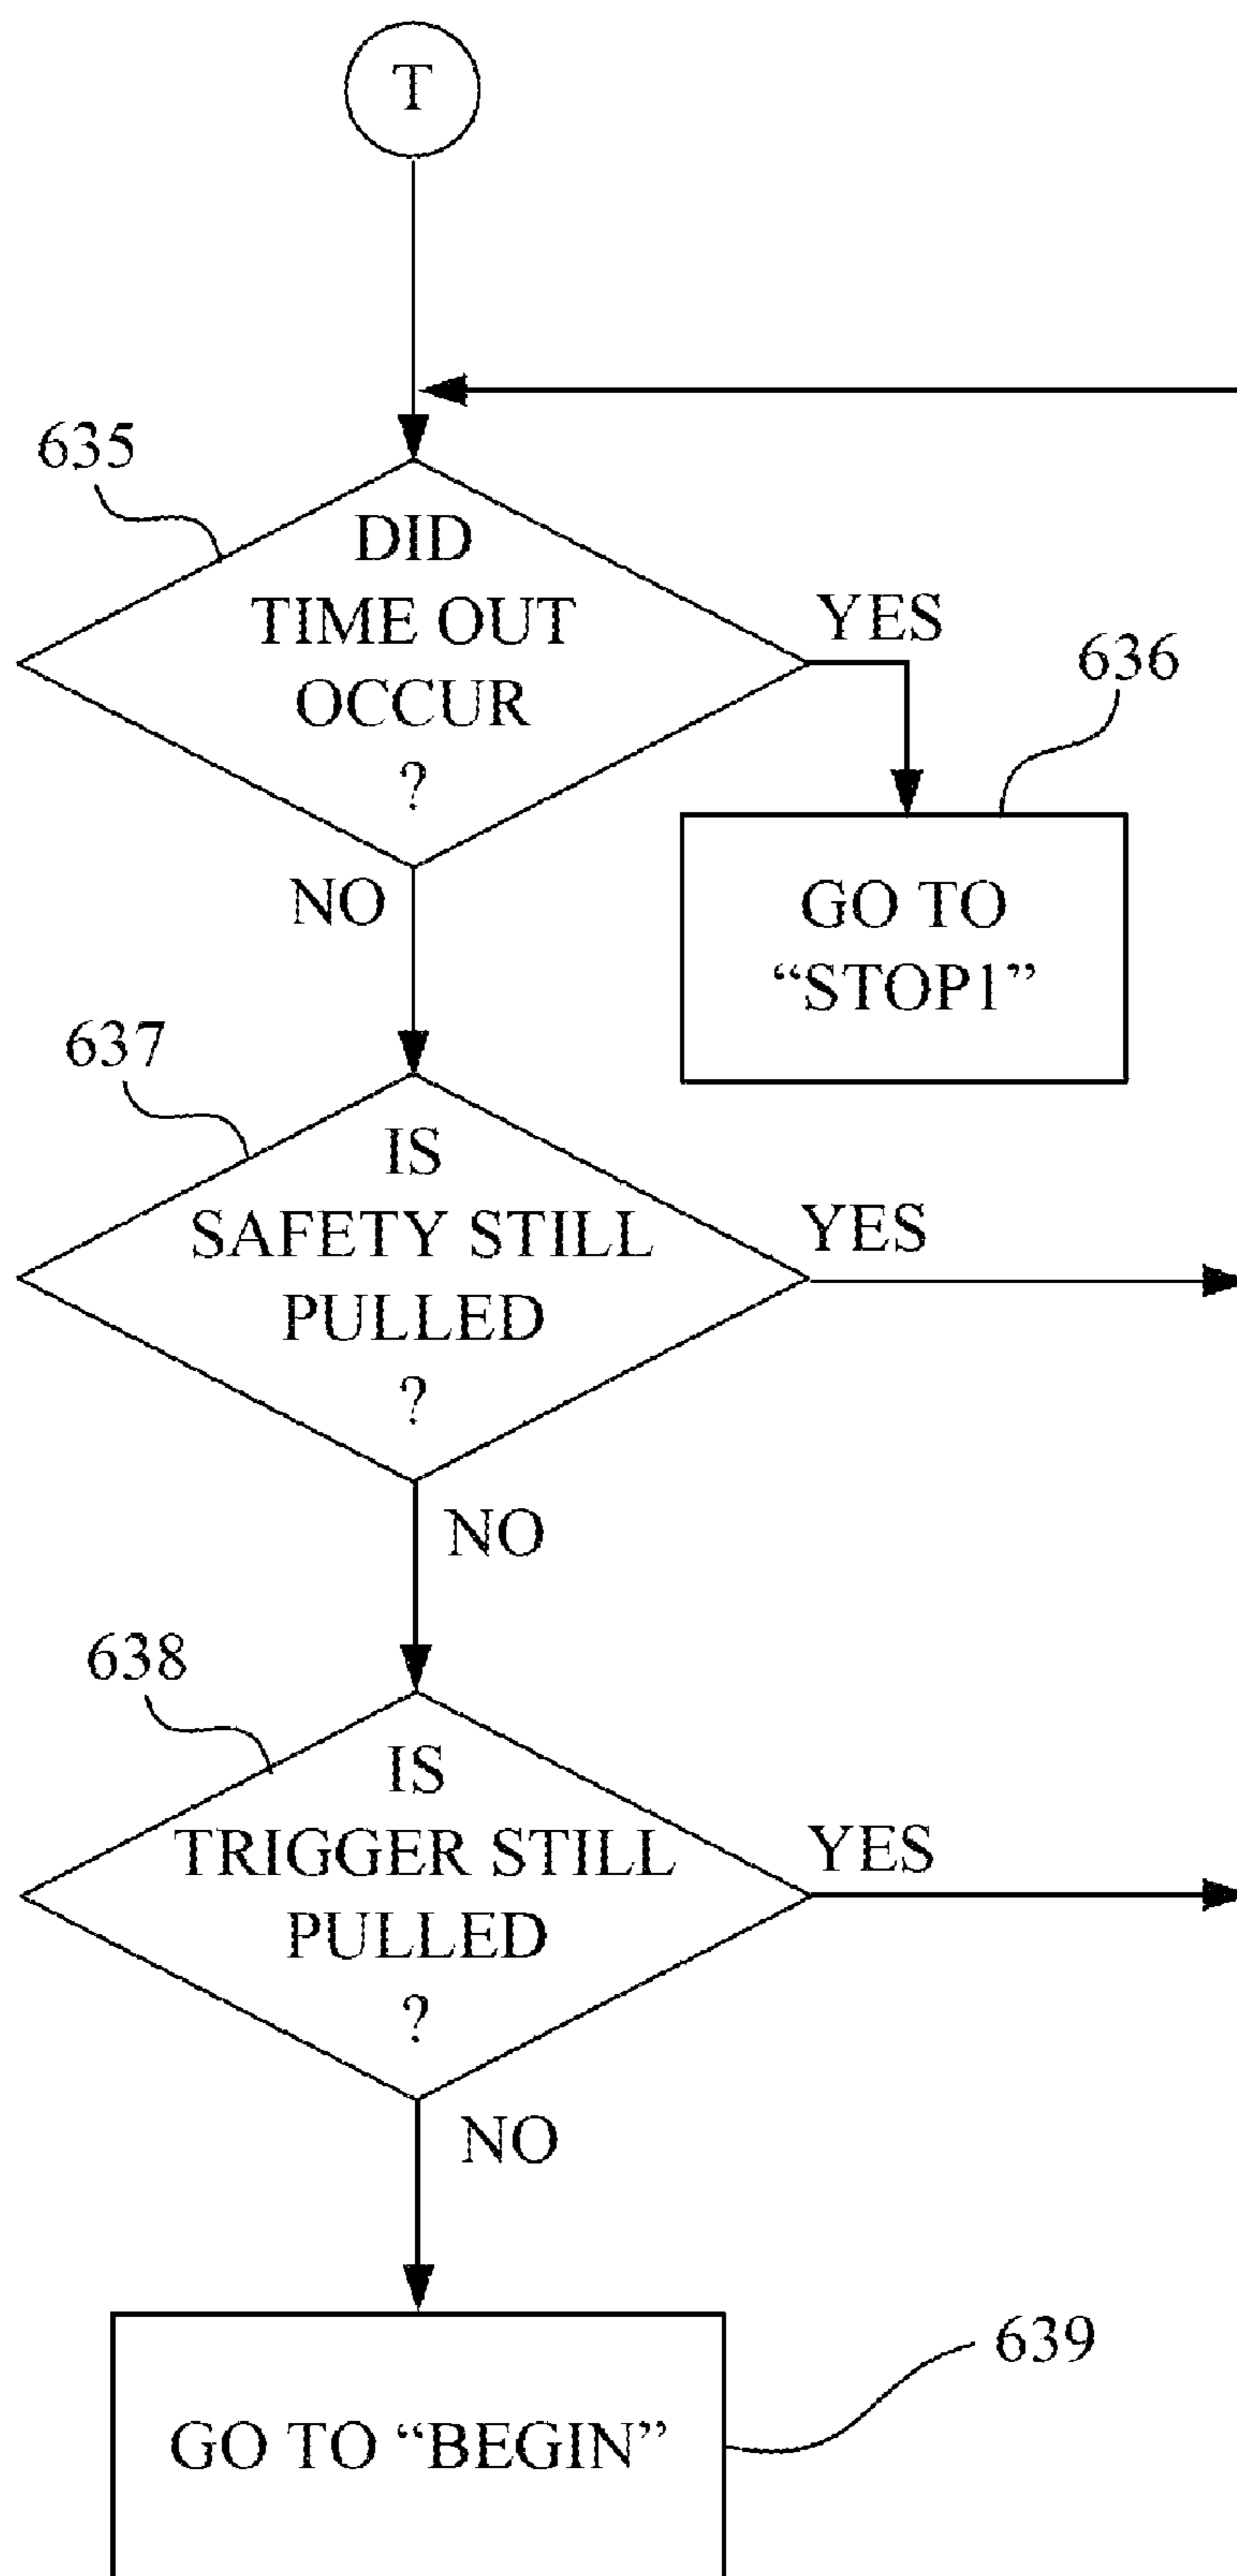 T
635
DID
TIME OUT
OCCUR
?
YES
636
NO
GO TO
“STOP1”
637
IS
SAFETY STILL
PULLED
?
YES
NO
638
IS
TRIGGER STILL
PULLED
?
YES
NO
639
GO TO “BEGIN”